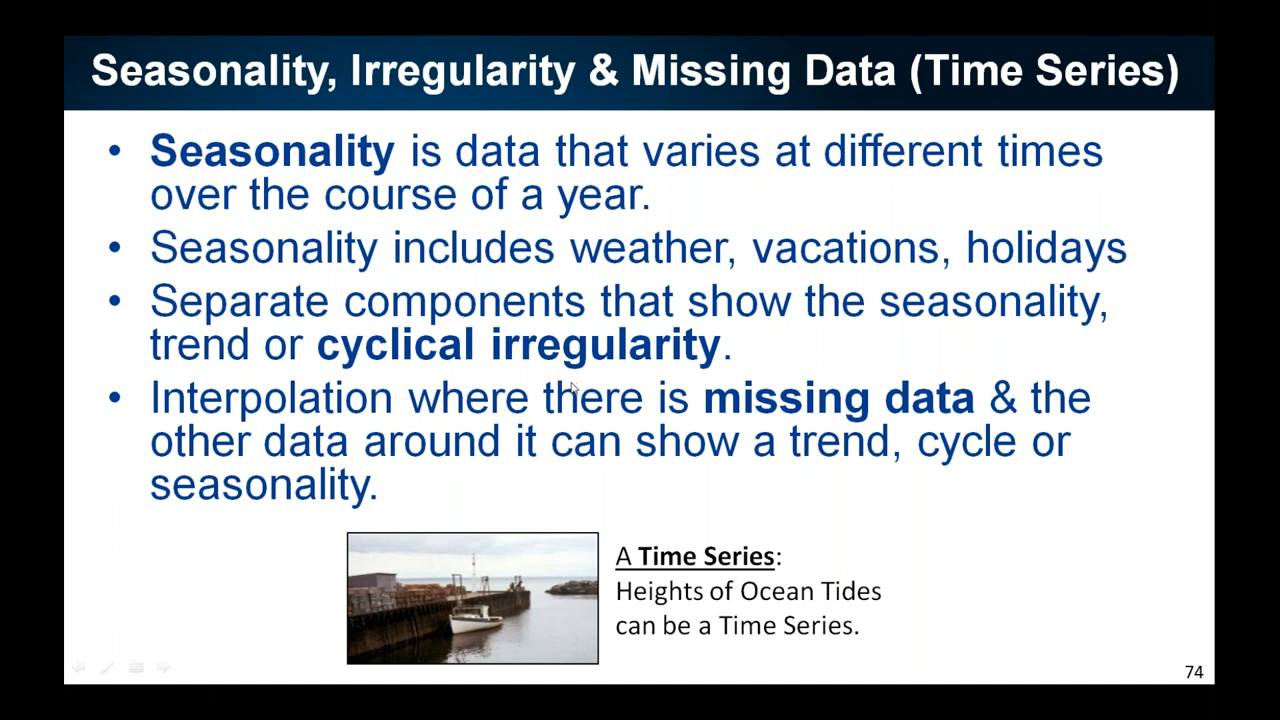 Seasonality, Irregularity & Missing Data (Time Series)
• Seasonality is data that varies at different times
over the course of a year.
• Seasonality includes weather, vacations, holidays
• Separate components that show the seasonality,
trend or cyclical irregularity.
• Interpolation where there is missing data & the
other data around it can show a trend, cycle or
seasonality.
A Time Series:
Heights of Ocean Tides
can be a Time Series.
74